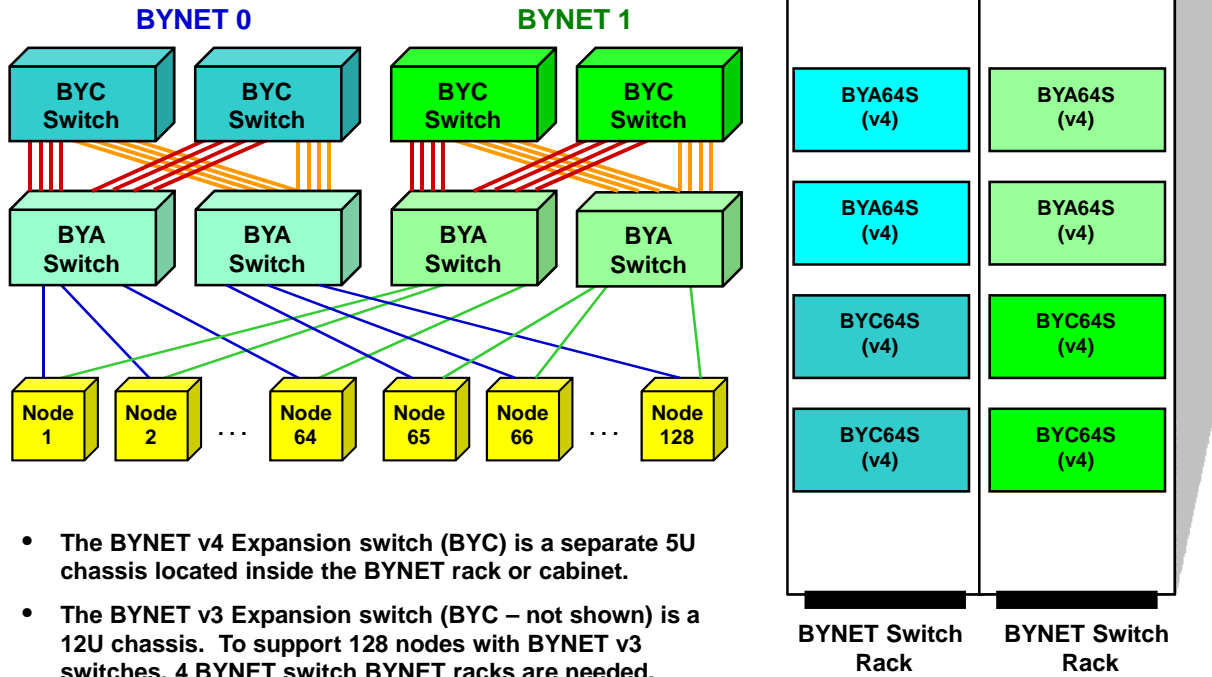 BYNET 0
BYNET 1
BYC
Switch
BYC
Switch
BYC
Switch
BYC
Switch
BYA
Switch
BYA
Switch
BYA
Switch
BYA
Switch
Node
1
Node
2
. . .
Node
64
Node
65
Node
66
. . .
Node
128
• The BYNET v4 Expansion switch (BYC) is a separate 5U
chassis located inside the BYNET rack or cabinet.
• The BYNET v3 Expansion switch (BYC – not shown) is a
12U chassis. To support 128 nodes with BYNET v3
switches, 4 BYNET switch BYNET racks are needed.
BYA64S
(v4)
BYA64S
(v4)
BYA64S
(v4)
BYA64S
(v4)
BYC64S
(v4)
BYC64S
(v4)
BYC64S
(v4)
BYC64S
(v4)
BYNET Switch
Rack
BYNET Switch
Rack